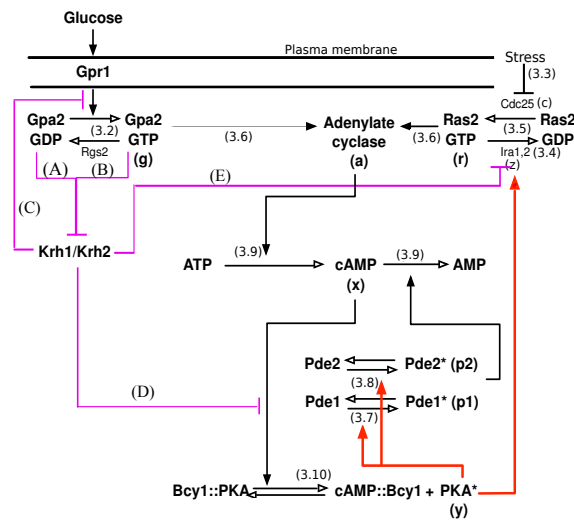 Glucose
Plasma membrane
Stress
Gpr1
(3.3)
Cdc25 (c)
Gpa2 Gpa2 Adenylate Ras2 Ras2
(3.2) (3.6) (3.6) (3.5)
GDP GTP cyclase GTP GDP
Rgs2 Ira1,2 (3.4)
(g) (a) (r) (z)
(A) (B) (E)
(C)
Krh1/Krh2
(3.9) (3.9)
ATP cAMP AMP
(x)
Pde2 Pde2* (p2)
(3.8)
(D)
Pde1 Pde1* (p1)
(3.7)
(3.10)
Bcy1::PKA cAMP::Bcy1 + PKA*
(y)